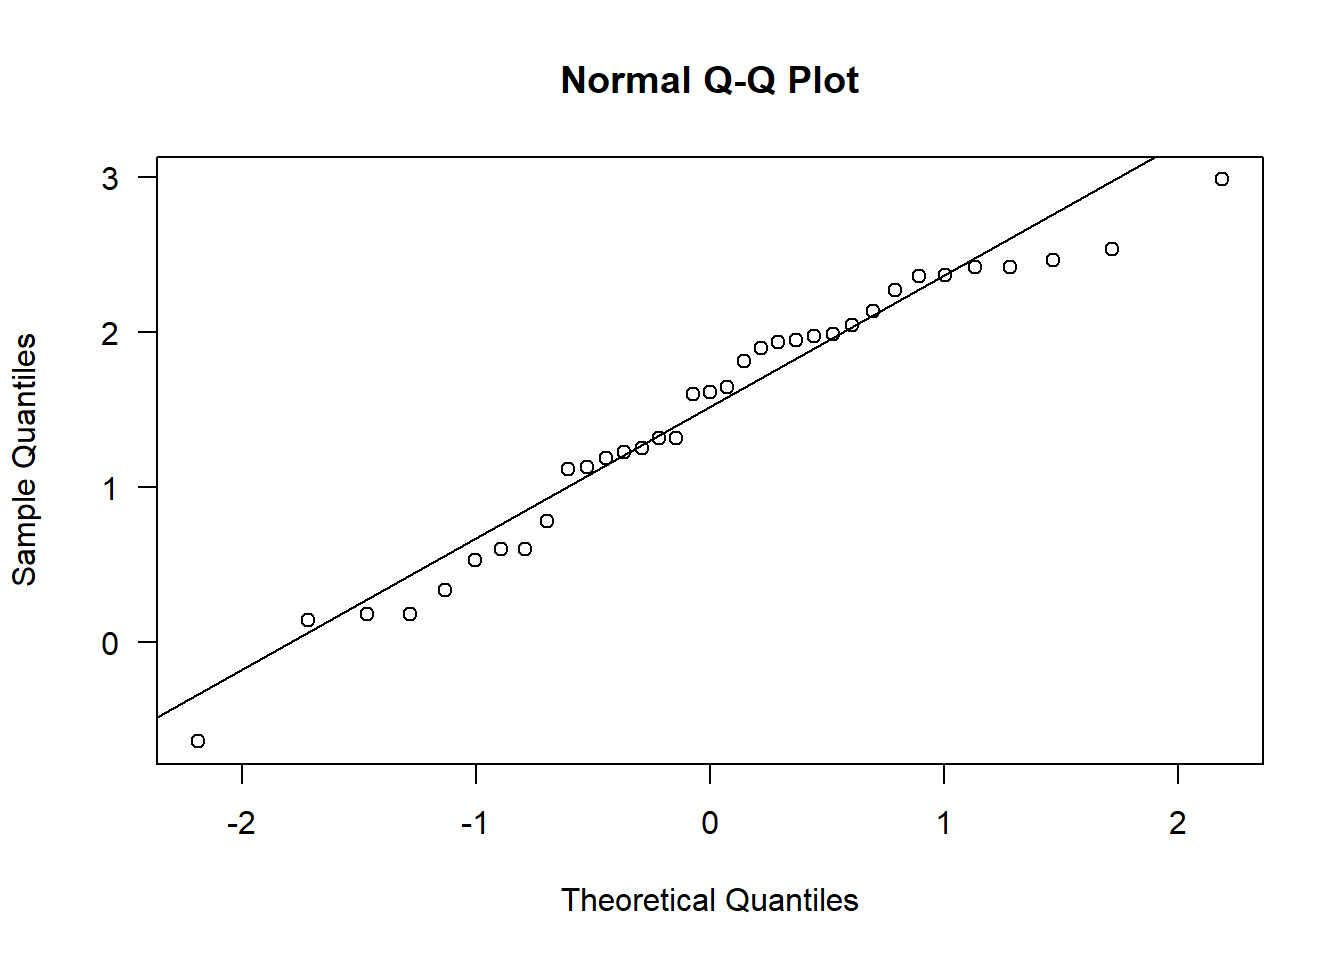 Normal Q-Q Plot
3
2
1
0
Sample Quantiles
-2 -1 0 1 2
Theoretical Quantiles